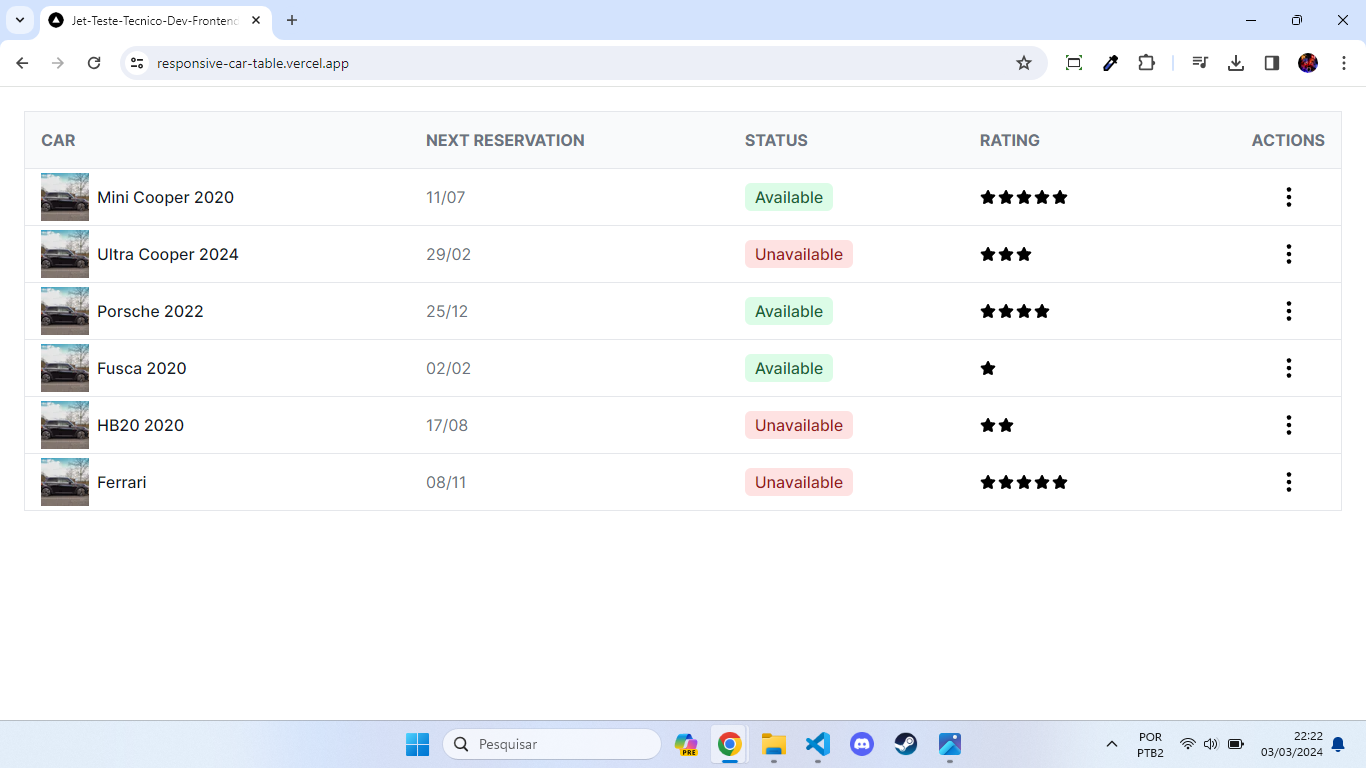 Jet-Teste-Tecnico-Dev-Frontend
responsive-car-table.vercel.app
CAR NEXT RESERVATION STATUS RATING ACTIONS
Mini Cooper 2020 11/07 Available
Ultra Cooper 2024 29/02 Unavailable
Porsche 2022 25/12 Available
Fusca 2020 02/02 Available
HB20 2020 17/08 Unavailable
Ferrari 08/11 Unavailable
Pesquisar
PRE
POR
PTB2
22:22
03/03/2024